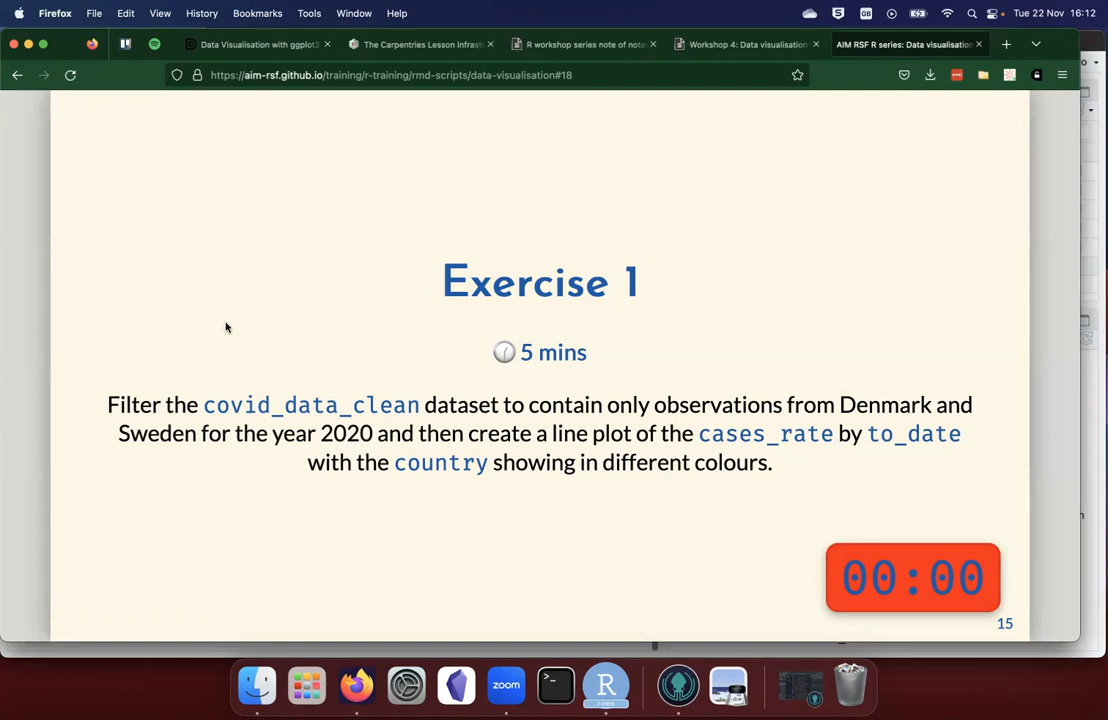 Firefox File Edit View History Bookmarks Tools Window Help Tue 22 Nov 16:12
Data Visualisation with ggplot2 The Carpentries Lesson Infrast R workshop series note of note Workshop 4: Data visualisation AIM RSF R series: Data visualisation
https://aim-rsf.github.io/training/r-training/rmd-scripts/data-visualisation#18
Exercise 1
5 mins
Filter the covid_data_clean dataset to contain only observations from Denmark and
Sweden for the year 2020 and then create a line plot of the cases_rate by to_date
with the country showing in different colours.
00:00
15
zoom
R